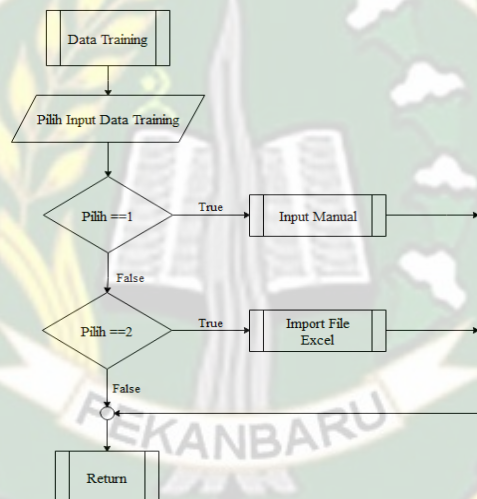 Data Training
Pilih Input Data Training
Pilih ==1
True
Input Manual
False
Pilih ==2
True
Import File
Excel
False
PEKANBARU
Return